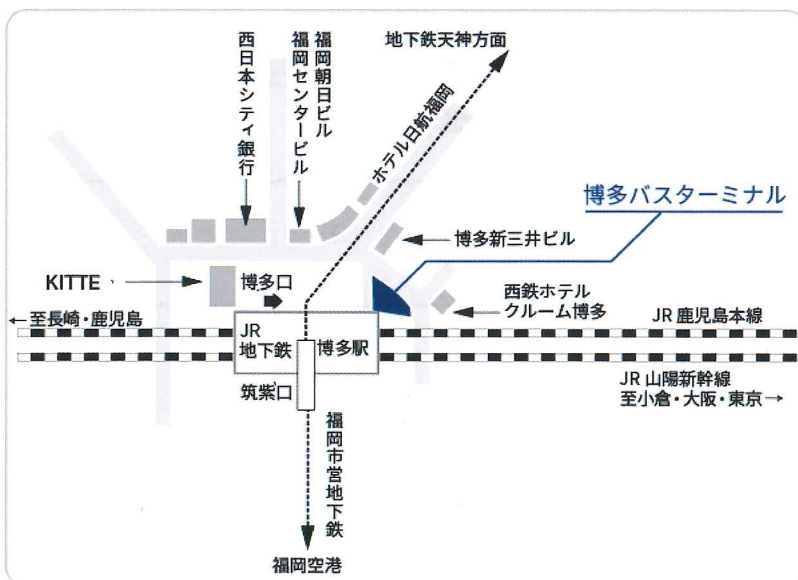 地下鉄天神方面
西日本シティ銀行
福岡センタービル
福岡朝日ビル
ホテル日航福岡
博多バスターミナル
博多新三井ビル
KITTE
博多口
西鉄ホテル
クルーム博多
←至長崎・鹿児島
JR 鹿児島本線
JR
地下鉄
博多駅
筑紫口
JR 山陽新幹線
至小倉・大阪・東京→
福岡市営地下鉄
福岡空港